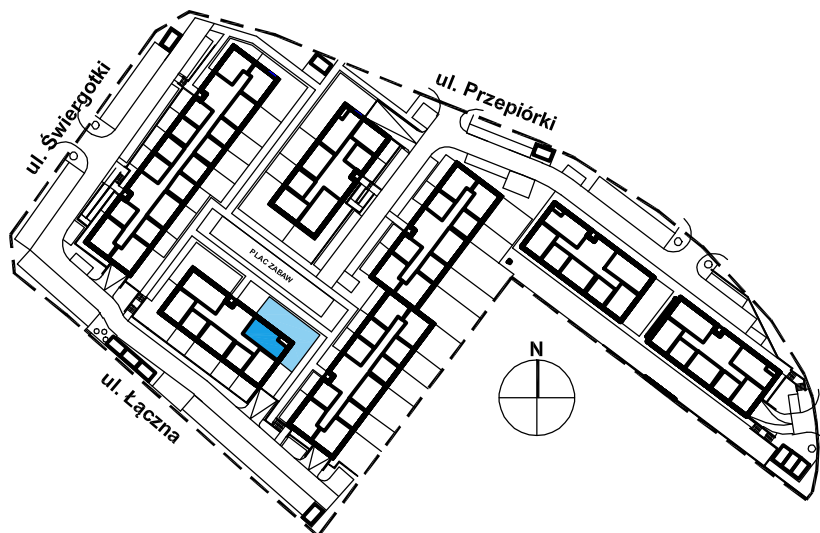 ul. Świergotki
ul. Przepiórki
PLAC ZABAW
N
ul. Łączna